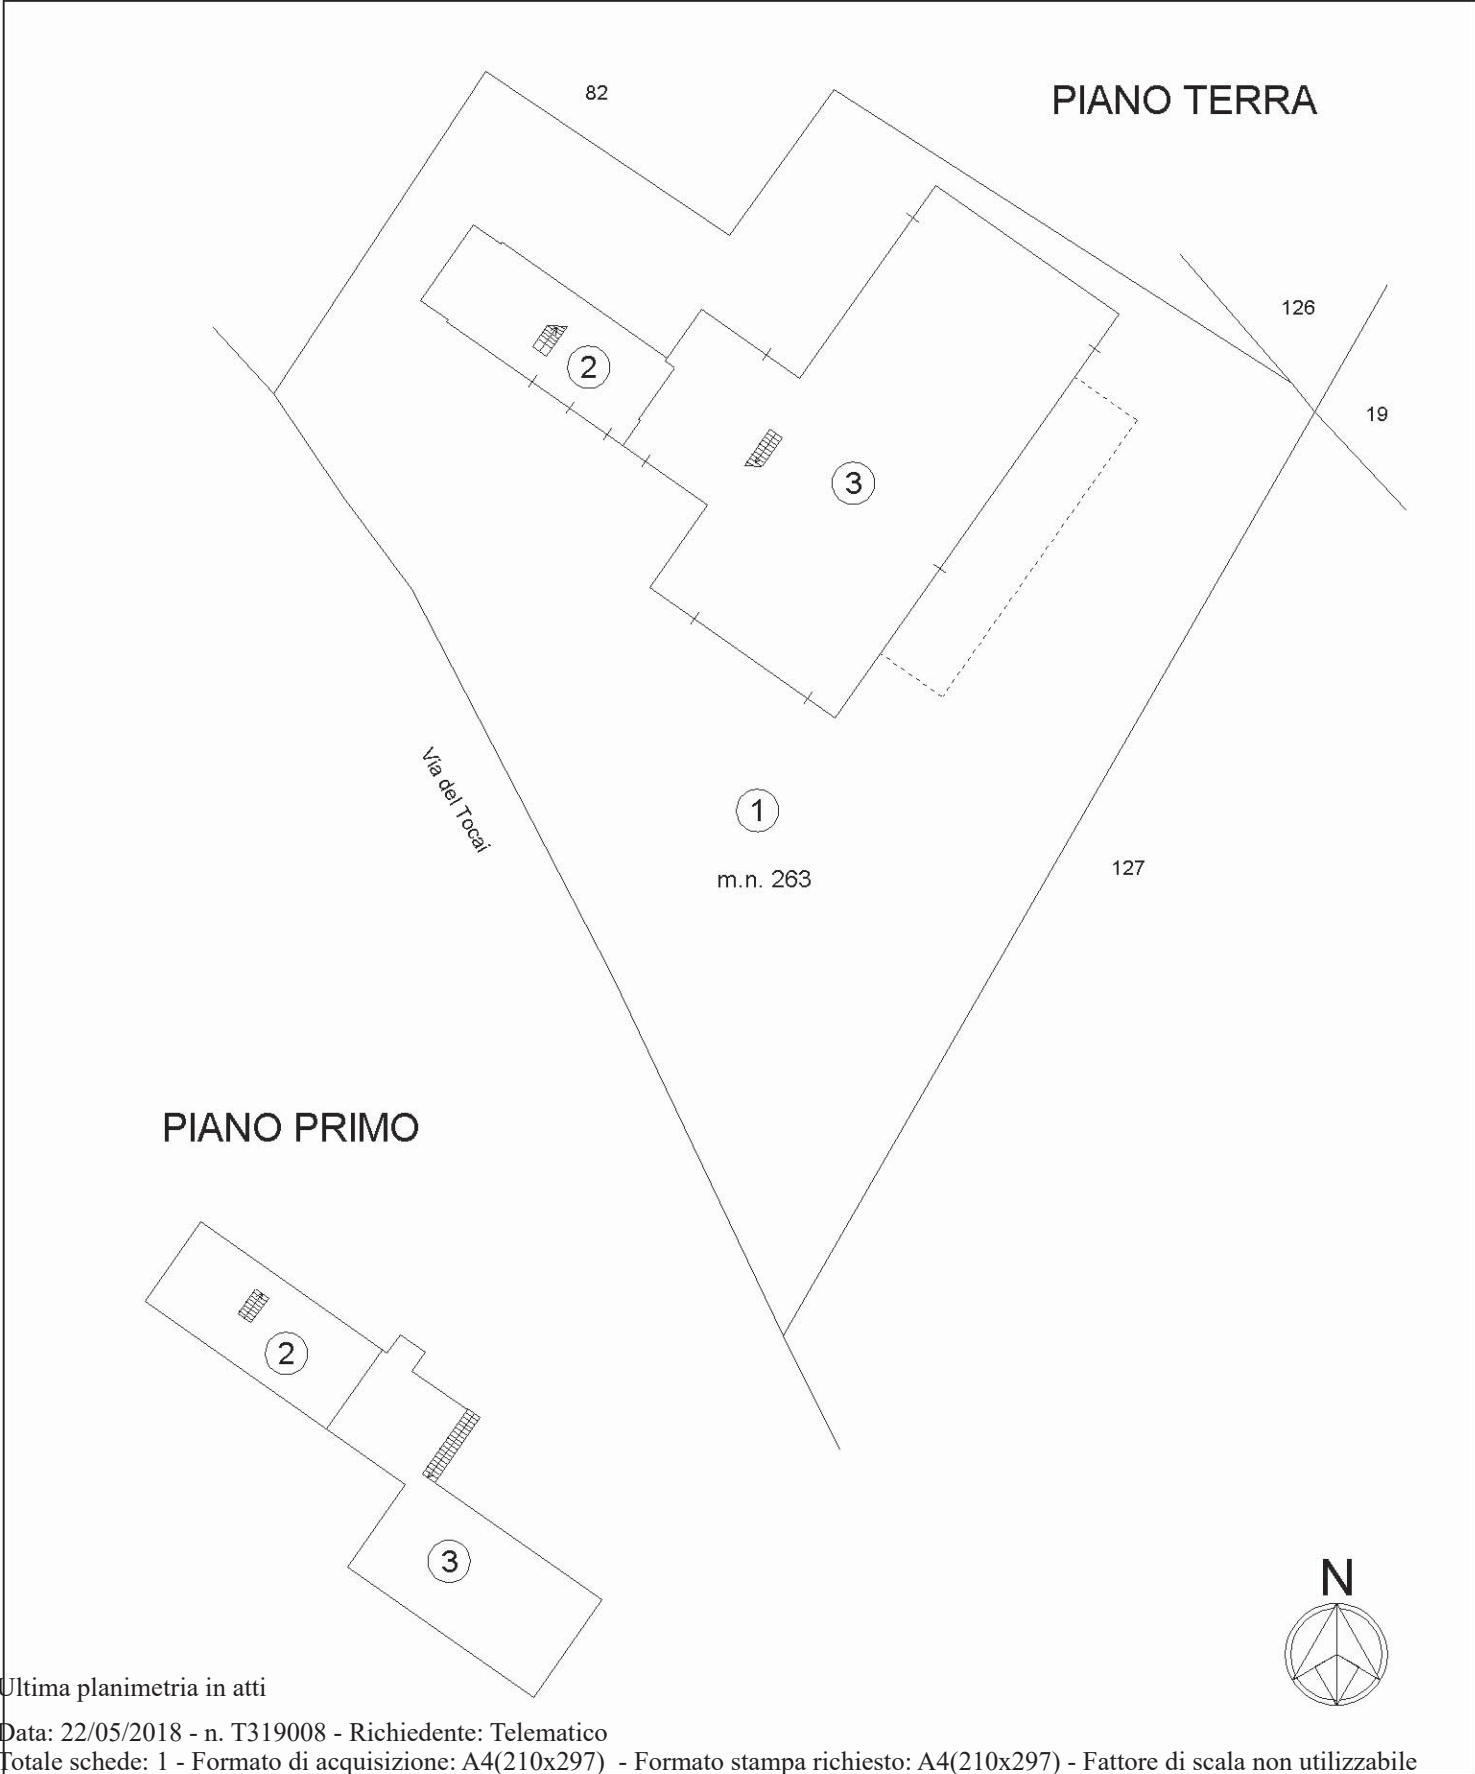 82
PIANO TERRA
126
2
19
3
Via del Tocai
1
127
m.n. 263
PIANO PRIMO
2
3
N
Ultima planimetria in atti
Data: 22/05/2018 - n. T319008 - Richiedente: Telematico
Totale schede: 1 - Formato di acquisizione: A4(210x297) - Formato stampa richiesto: A4(210x297) - Fattore di scala non utilizzabile